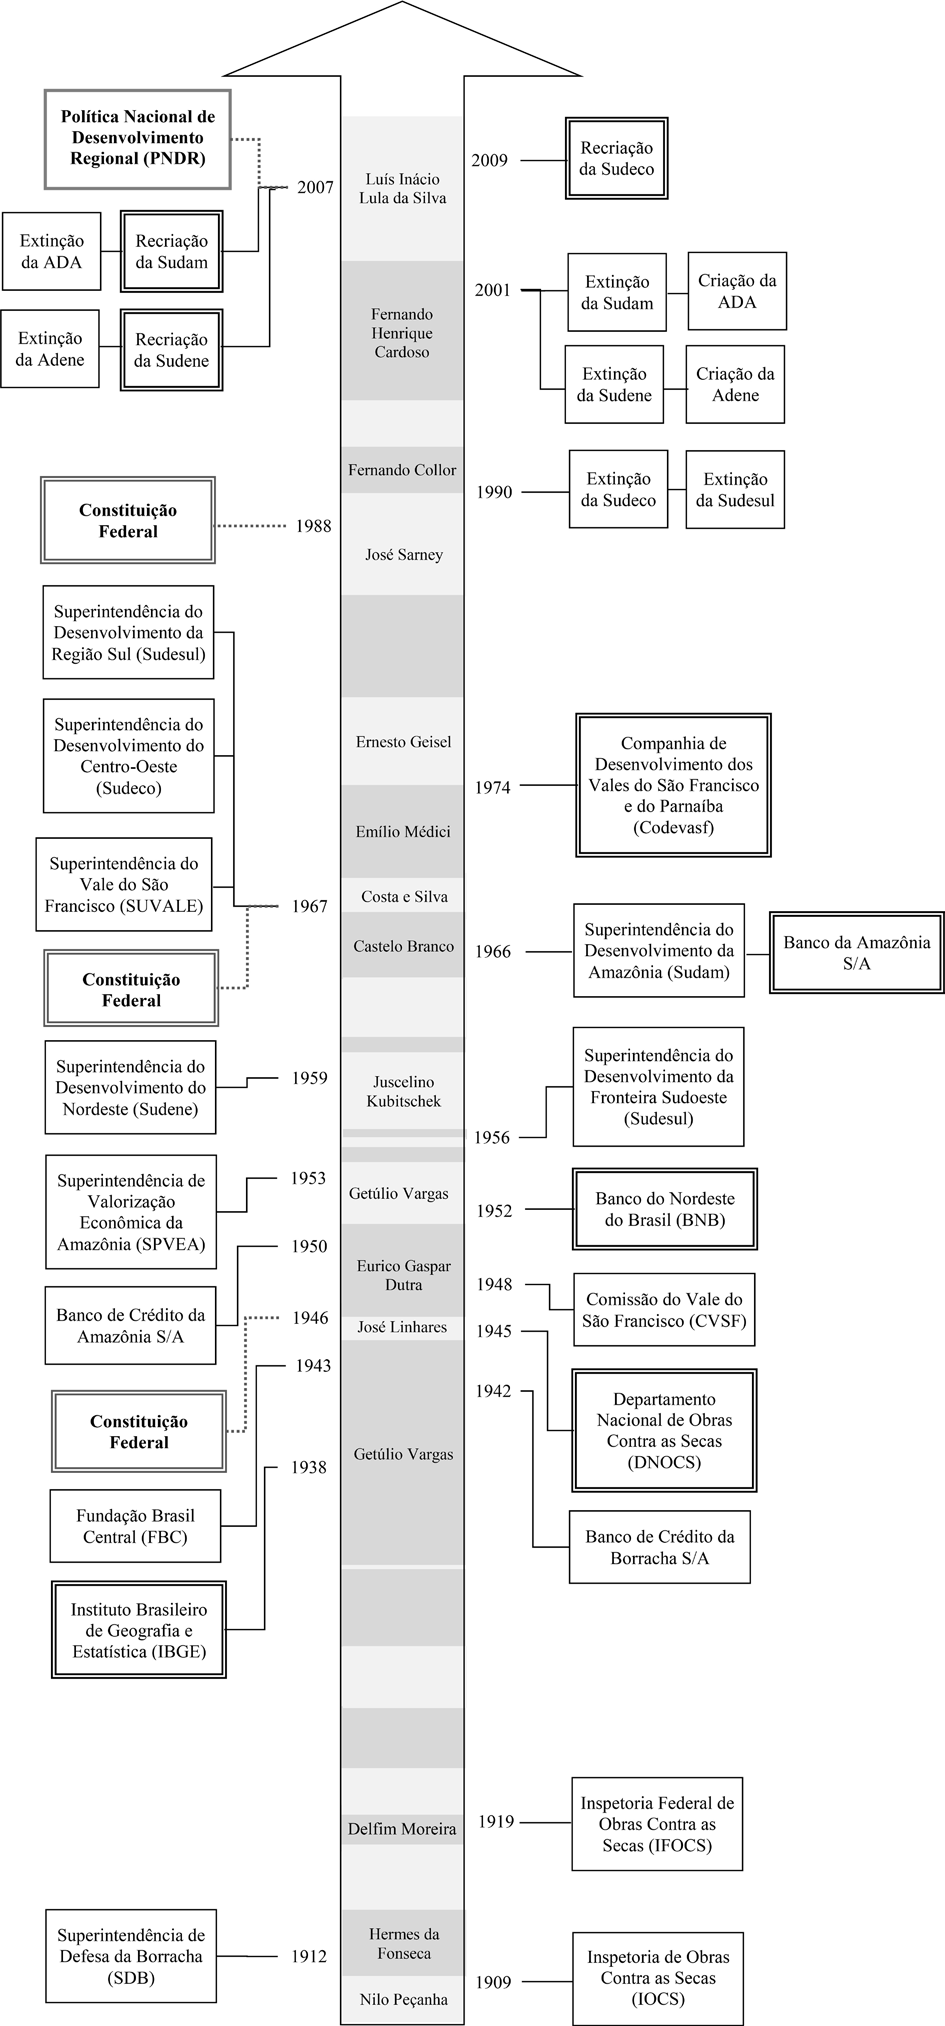 Política Nacional de
Desenvolvimento
Regional (PNDR)
2007
Extinção
da ADA
Recriação
da Sudam
Extinção
da Adene
Recriação
da Sudene
Luís Inácio
Lula da Silva
2009
Recriação
da Sudeco
Fernando
Henrique
Cardoso
2001
Extinção
da Sudam
Criação da
ADA
Extinção
da Sudene
Criação da
Adene
Fernando Collor
1990
Extinção
da Sudeco
Extinção
da Sudesul
Constituição
Federal
1988
José Sarney
Superintendência do
Desenvolvimento da
Região Sul (Sudesul)
Superintendência do
Desenvolvimento do
Centro-Oeste
(Sudeco)
Superintendência do
Vale do São
Francisco (SUVALE)
1967
Constituição
Federal
Ernesto Geisel
1974
Companhia de
Desenvolvimento dos
Vales do São Francisco
e do Parnaíba
(Codevasf)
Emílio Médici
Costa e Silva
Castelo Branco
1966
Superintendência do
Desenvolvimento da
Amazônia (Sudam)
Banco da Amazônia
S/A
Superintendência do
Desenvolvimento do
Nordeste (Sudene)
1959
Juscelino
Kubitschek
1956
Superintendência do
Desenvolvimento da
Fronteira Sudoeste
(Sudesul)
Superintendência de
Valorização
Econômica da
Amazônia (SPVEA)
1953
Getúlio Vargas
1952
Banco do Nordeste
do Brasil (BNB)
1950
Banco de Crédito da
Amazônia S/A
Eurico Gaspar
Dutra
1948
Comissão do Vale do
São Francisco (CVSF)
1946
Constituição
Federal
José Linhares
1945
Departamento
Nacional de Obras
Contra as Secas
(DNOCS)
1943
Fundação Brasil
Central (FBC)
Getúlio Vargas
1942
Banco de Crédito da
Borracha S/A
1938
Instituto Brasileiro
de Geografia e
Estatística (IBGE)
Delfim Moreira
1919
Inspetoria Federal de
Obras Contra as
Secas (IFOCS)
Superintendência de
Defesa da Borracha
(SDB)
1912
Hermes da
Fonseca
Nilo Peçanha
1909
Inspetoria de Obras
Contra as Secas
(IOCS)